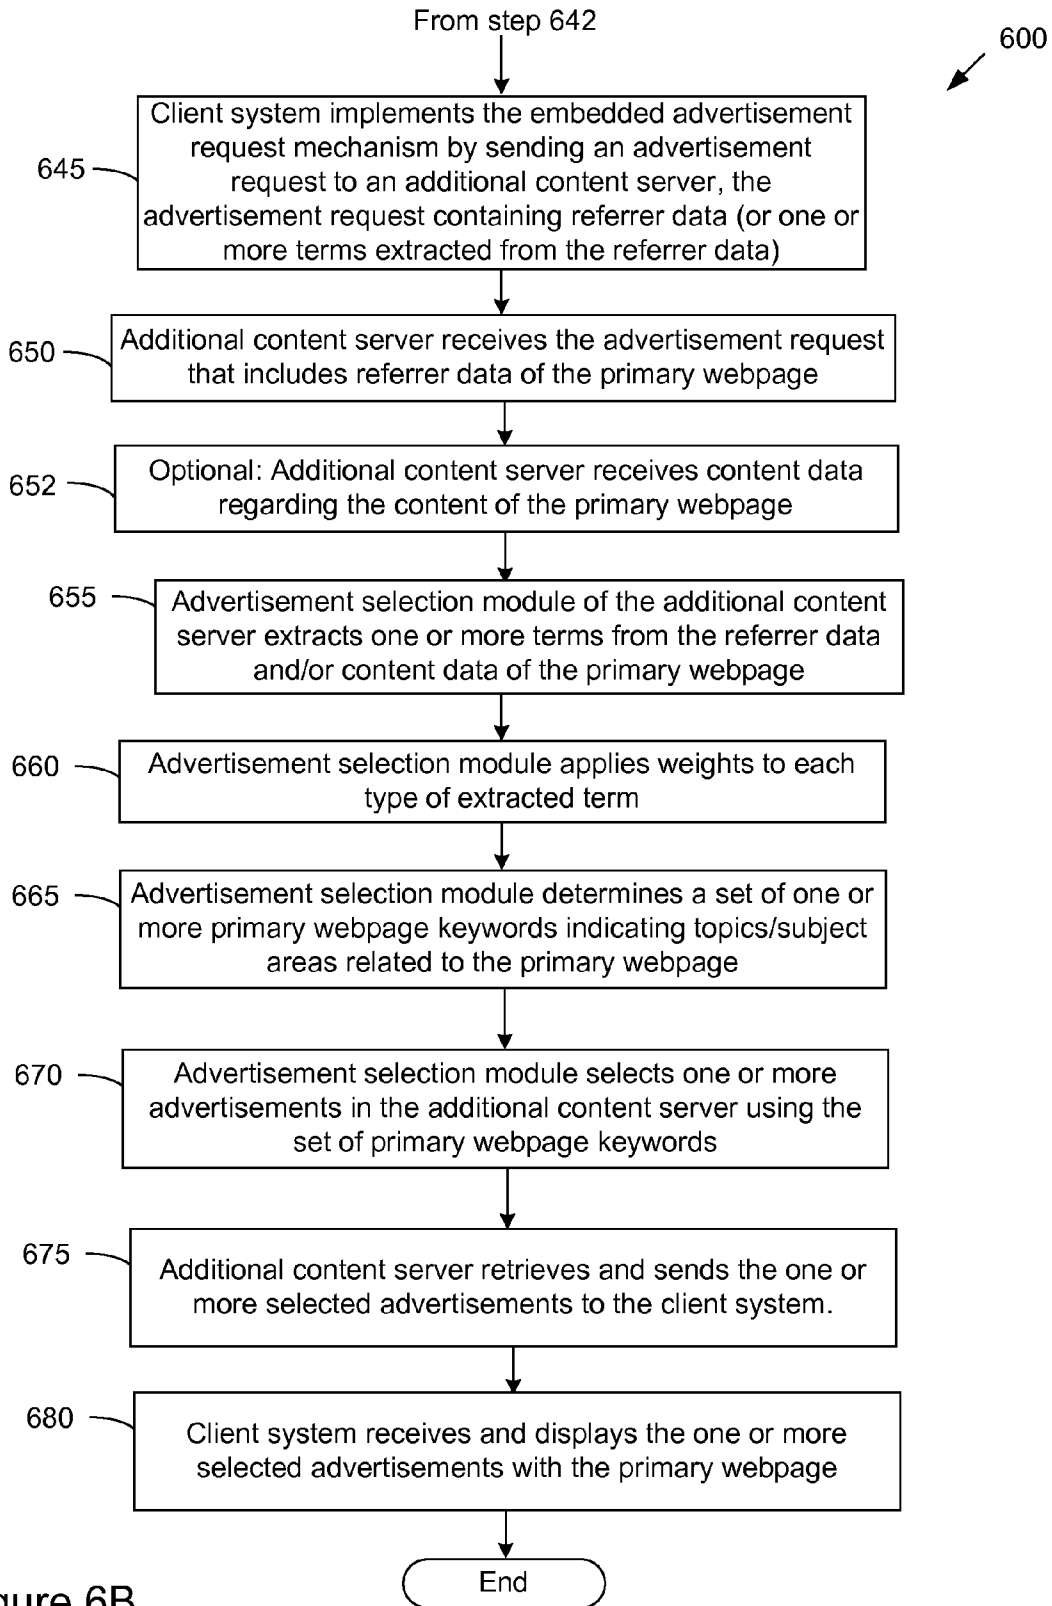 From step 642
600
645
Client system implements the embedded advertisement
request mechanism by sending an advertisement
request to an additional content server, the
advertisement request containing referrer data (or one or
more terms extracted from the referrer data)
650
Additional content server receives the advertisement request
that includes referrer data of the primary webpage
652
Optional: Additional content server receives content data
regarding the content of the primary webpage
655
Advertisement selection module of the additional content
server extracts one or more terms from the referrer data
and/or content data of the primary webpage
660
Advertisement selection module applies weights to each
type of extracted term
665
Advertisement selection module determines a set of one or
more primary webpage keywords indicating topics/subject
areas related to the primary webpage
670
Advertisement selection module selects one or more
advertisements in the additional content server using the
set of primary webpage keywords
675
Additional content server retrieves and sends the one or
more selected advertisements to the client system.
680
Client system receives and displays the one or more
selected advertisements with the primary webpage
End
6B